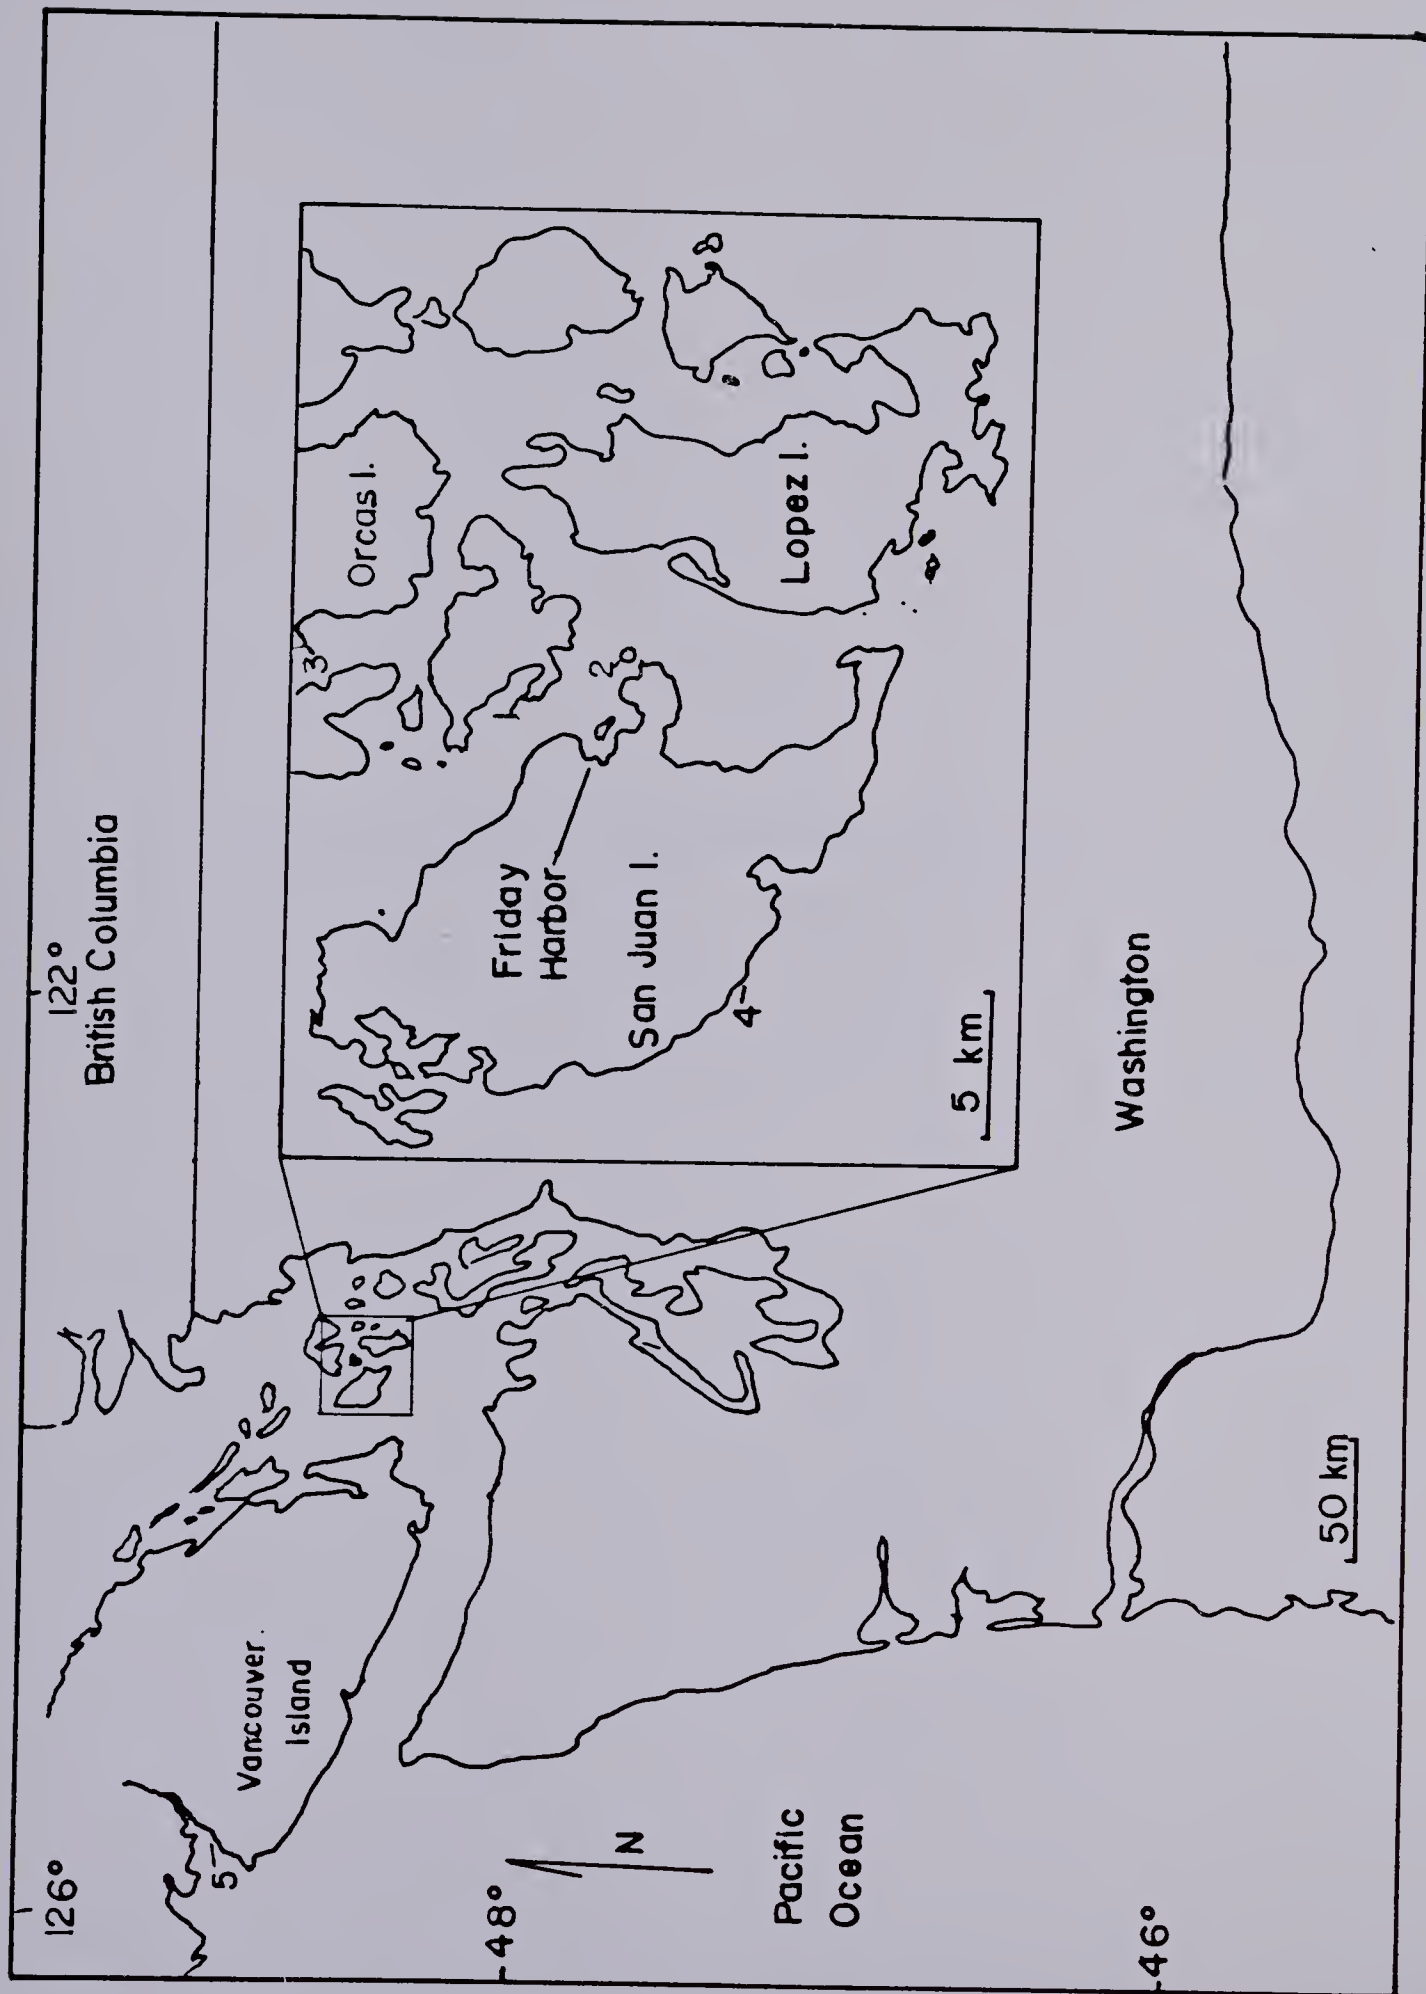 126°
122°
British Columbia
Vancouver
Island
5
Orcas I.
3
1
2
Friday
Harbor
San Juan I.
Lopez I.
4
5 km
48°
N
Pacific
Ocean
Washington
46°
50 km